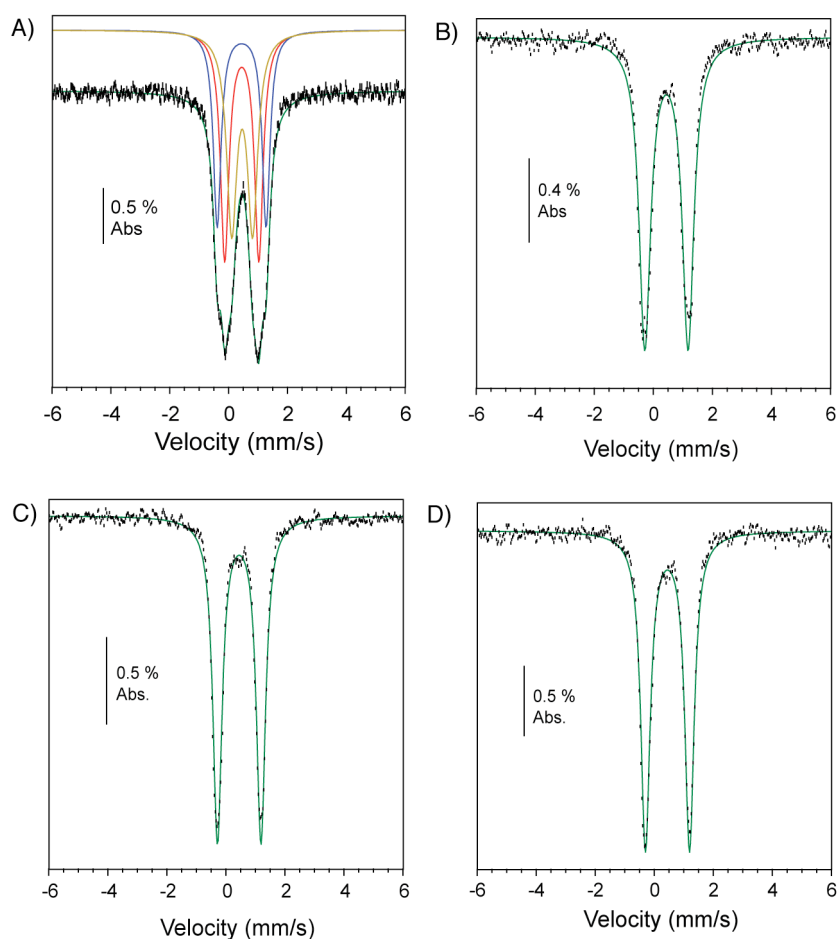 A)
0.5 %
Abs
-6 -4 -2 0 2 4 6
Velocity (mm/s)
B)
0.4 %
Abs
-6 -4 -2 0 2 4 6
Velocity (mm/s)
C)
0.5 %
Abs.
-6 -4 -2 0 2 4 6
Velocity (mm/s)
D)
0.5 %
Abs.
-6 -4 -2 0 2 4 6
Velocity (mm/s)